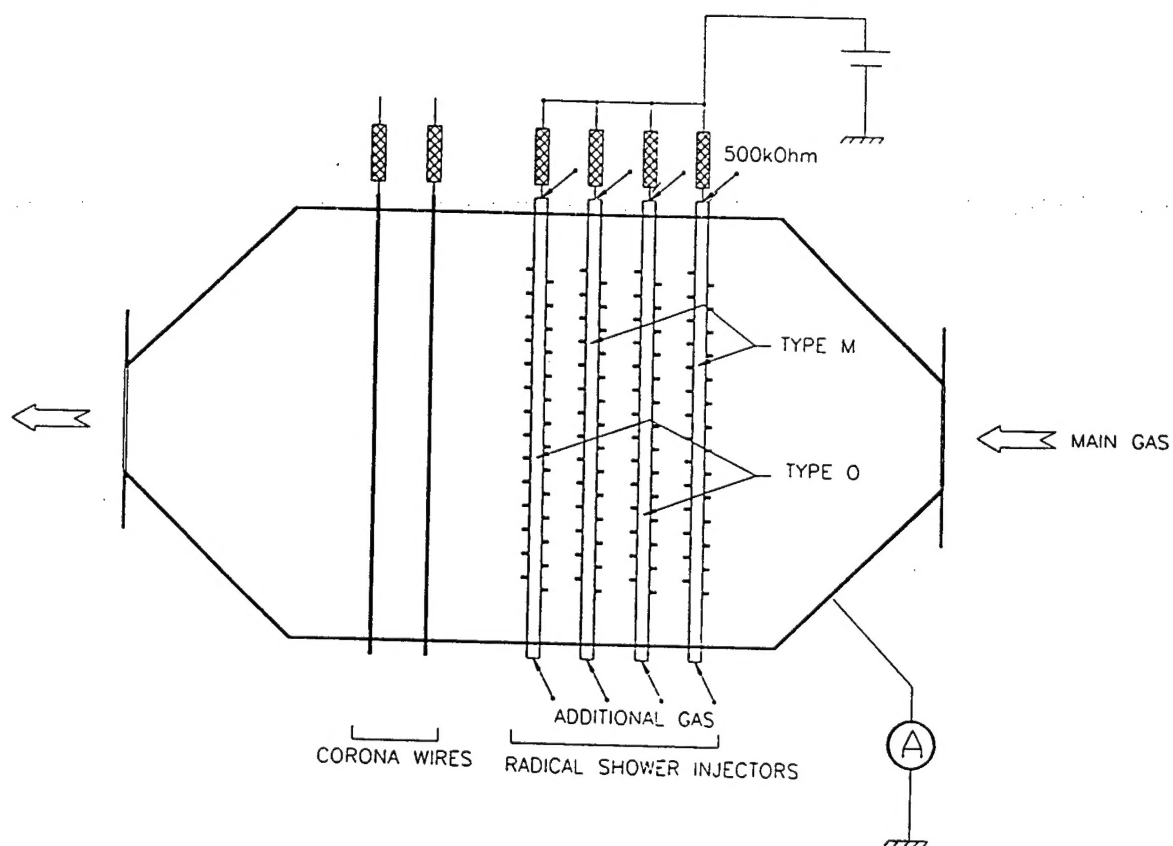 500kOhm
TYPE M
MAIN GAS
TYPE O
ADDITIONAL GAS
CORONA WIRES
RADICAL SHOWER INJECTORS
A